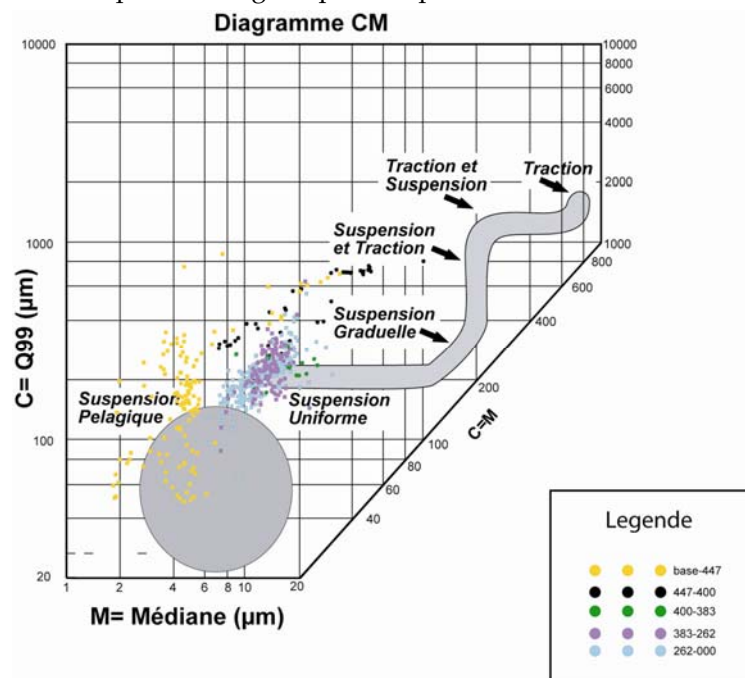 Diagramme CM
10000
10000
8000
6000
4000
Traction et
Suspension
Traction
2000
Suspension
et Traction
1000
1000
800
600
Suspension
Graduelle
400
C= Q99 (µm)
Suspension
Pelagique
Suspension
Uniforme
200
C=M
100
100
80
60
40
20
1
2
4
6
8
10
20
M= Médiane (µm)
Legende
base-447
447-400
400-383
383-262
262-000